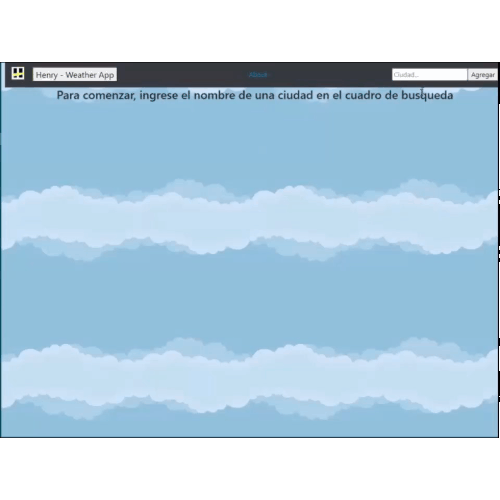 Henry - Weather App
About
Ciudad..
Agregar
Para comenzar, ingrese el nombre de una ciudad en el cuadro de busqueda